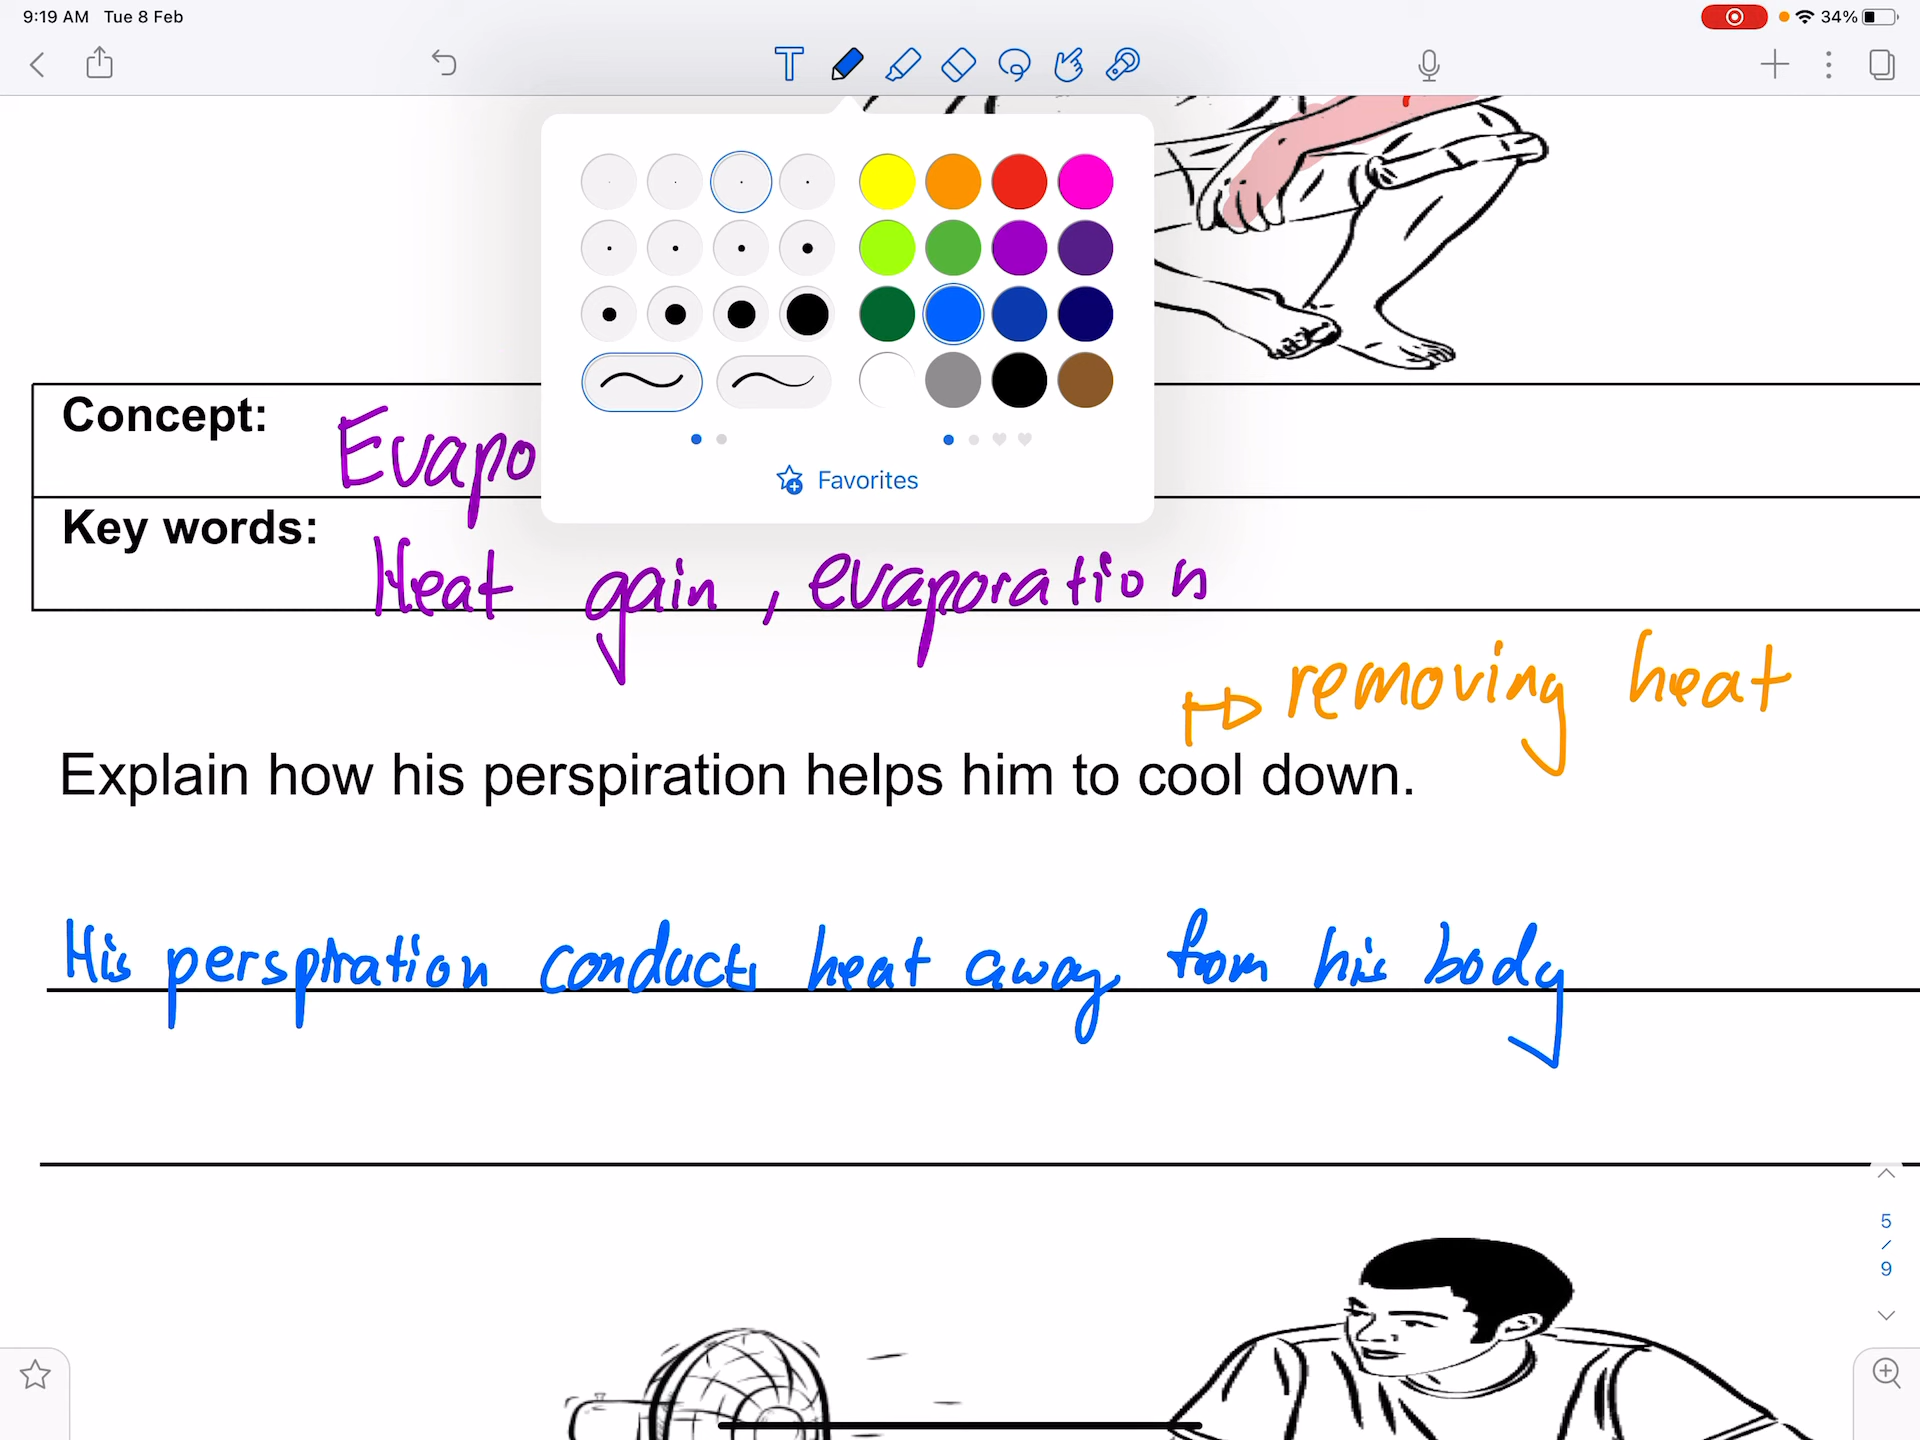 9:19 AM Tue 8 Feb
34%
T
Favorites
Concept: Evapo
Key words: Heat gain, evaporation
removing heat
Explain how his perspiration helps him to cool down.
His perspiration conducts heat away from his body
5
/
9